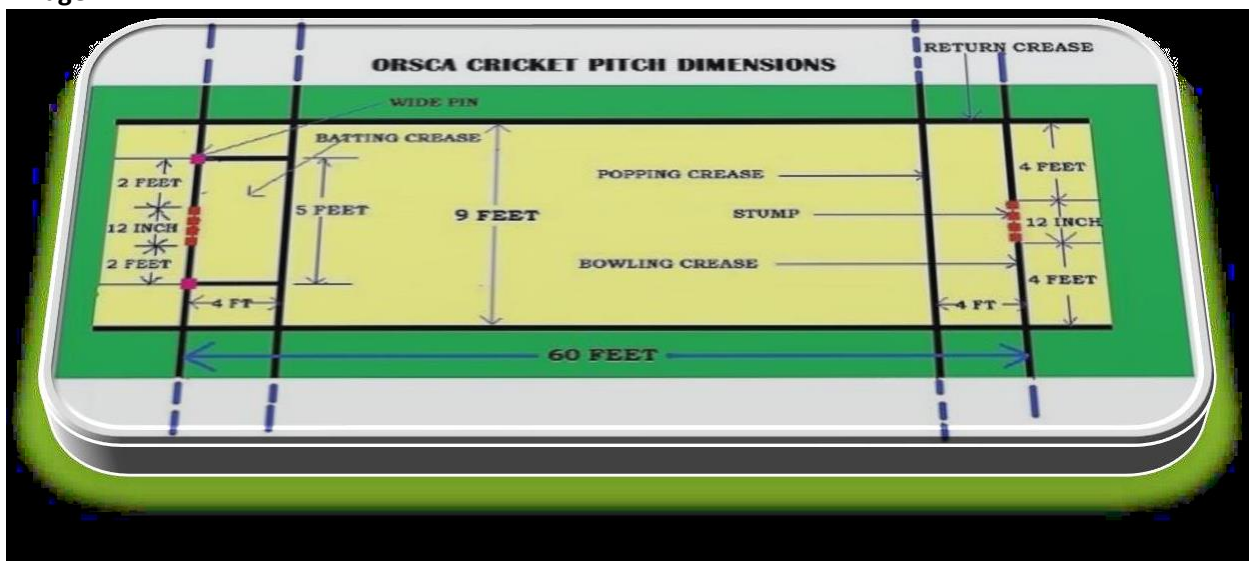 RETURN CREASE
ORSCA CRICKET PITCH DIMENSIONS
WIDE PIN
BATTING CREASE
2 FEET
12 INCH
2 FEET
5 FEET
4 FT
9 FEET
POPPING CREASE
STUMP
BOWLING CREASE
4 FEET
12 INCH
4 FEET
4 FT
60 FEET